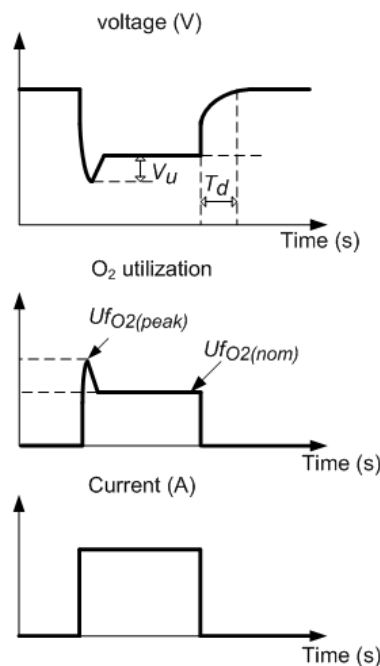 voltage (V)
Vu
Td
Time (s)
O2 utilization
UfO2(peak)
UfO2(nom)
Time (s)
Current (A)
Time (s)